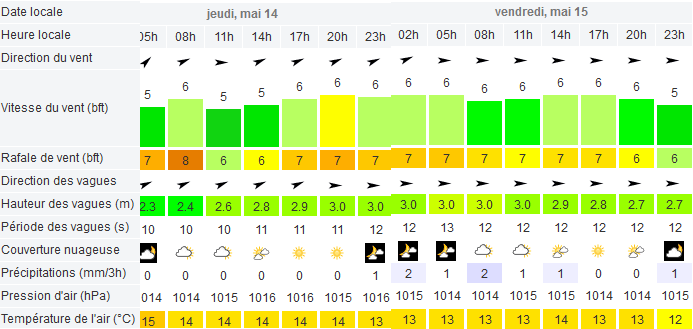 Date locale jeudi, mai 14 vendredi, mai 15
Heure locale 05h 08h 11h 14h 17h 20h 23h 02h 05h 08h 11h 14h 17h 20h 23h
Direction du vent
Vitesse du vent (bft) 5 6 5 5 6 6 6 6 6 6 6 6 6 6 5
Rafale de vent (bft) 7 8 6 6 7 7 7 7 7 7 7 7 7 6 6
Direction des vagues
Hauteur des vagues (m) 2.3 2.4 2.6 2.8 2.9 3.0 3.0 3.0 3.0 3.0 3.0 2.9 2.8 2.7 2.7
Période des vagues (s) 10 10 10 11 11 11 12 12 13 12 12 12 12 12 12
Couverture nuageuse
Précipitations (mm/3h) 0 0 0 0 0 0 1 2 1 2 1 1 0 0 1
Pression d'air (hPa) 014 1014 1015 1016 1016 1015 1016 1015 1014 1014 1015 1014 1014 1014 1015
Température de l'air (°C) 15 14 14 14 14 14 13 13 13 13 13 14 13 13 12